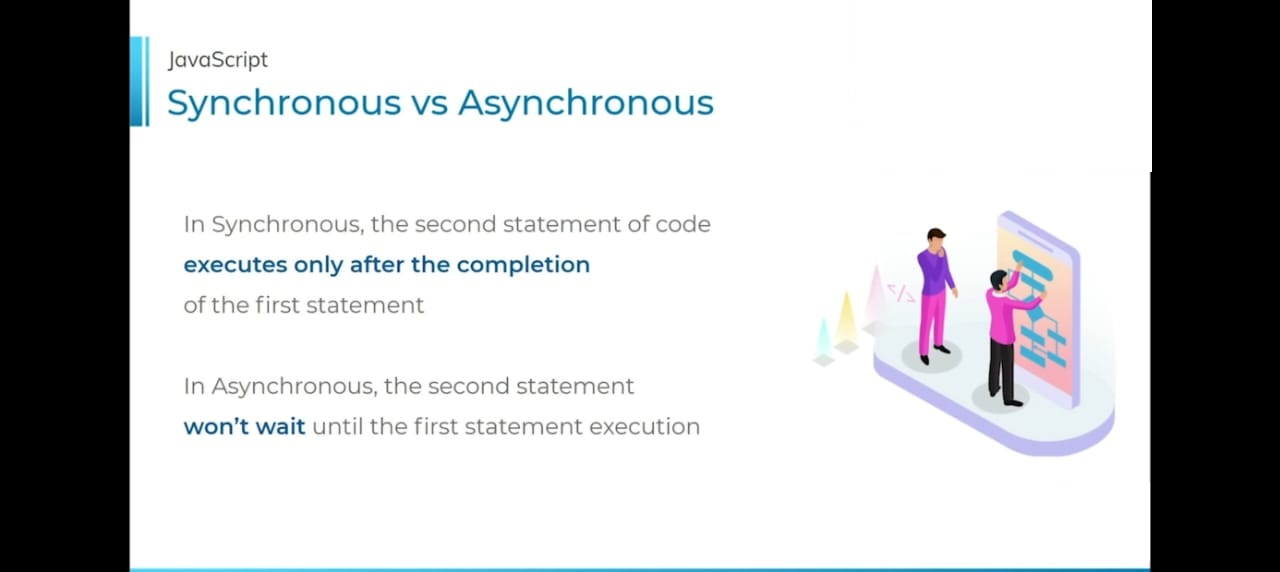 JavaScript
Synchronous vs Asynchronous
In Synchronous, the second statement of code
executes only after the completion
of the first statement
In Asynchronous, the second statement
won’t wait until the first statement execution
</>